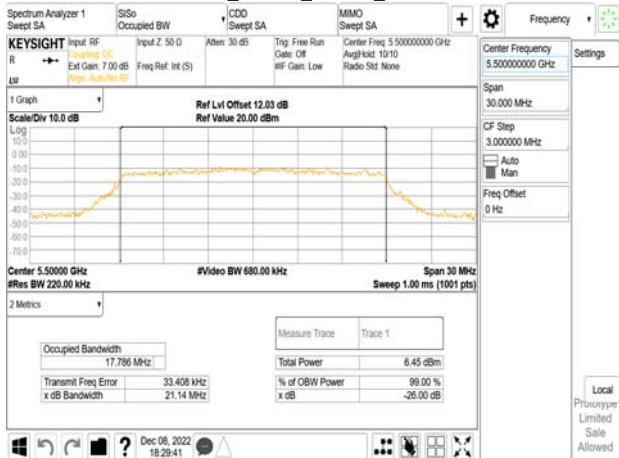 Spectrum Analyzer 1
Swept SA
SiSo
Occupied BW
CDD
Swept SA
MIMO
Swept SA
+
Frequency
KEYSIGHT
R
LVI
Input: RF
Coupling: DC
Ext Gain: 7.00 dB
Align: Auto/No RF
Input Z: 50 Ω
Freq Ref: Int (S)
Atten: 30 dB
Trig: Free Run
Gate: Off
#IF Gain: Low
Center Freq: 5.500000000 GHz
Avg|Hold: 10/10
Radio Std: None
Center Frequency
5.500000000 GHz
Settings
Span
30.000 MHz
CF Step
3.000000 MHz
Auto
Man
Freq Offset
0 Hz
1 Graph
Scale/Div 10.0 dB
Ref Lvl Offset 12.03 dB
Ref Value 20.00 dBm
Log
10.0
0.00
-10.0
-20.0
-30.0
-40.0
-50.0
-60.0
-70.0
Center 5.50000 GHz
#Res BW 220.00 kHz
#Video BW 680.00 kHz
Span 30 MHz
Sweep 1.00 ms (1001 pts)
2 Metrics
Occupied Bandwidth
17.786 MHz
Transmit Freq Error 33.408 kHz
x dB Bandwidth 21.14 MHz
Measure Trace Trace 1
Total Power 6.45 dBm
% of OBW Power 99.00 %
x dB -26.00 dB
Local
Prototype
Limited
Sale
Allowed
?
Dec 08, 2022
18:29:41